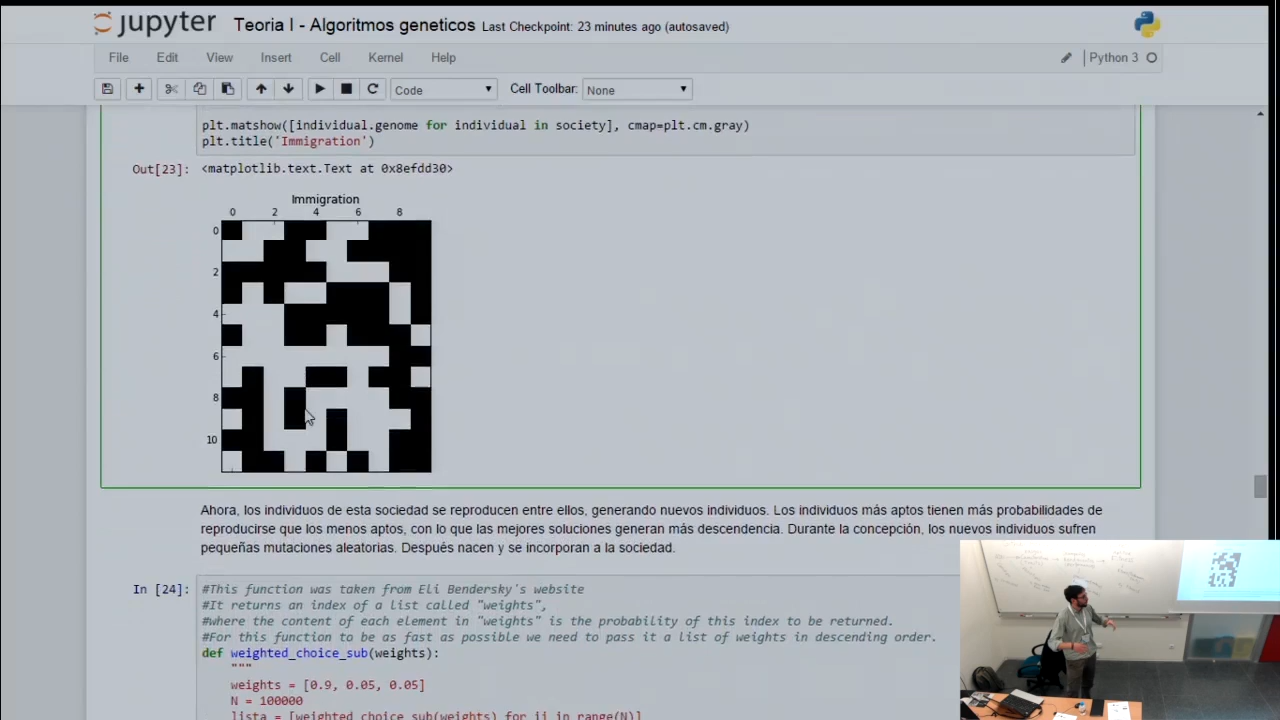 jupyter Teoria I - Algoritmos geneticos Last Checkpoint: 23 minutes ago (autosaved)
File Edit View Insert Cell Kernel Help Python 3
Code Cell Toolbar: None
plt.matshow([individual.genome for individual in society], cmap=plt.cm.gray)
plt.title('Immigration')
Out[23]: <matplotlib.text.Text at 0x8efdd30>
Immigration
0 2 4 6 8
0
2
4
6
8
10
Ahora, los individuos de esta sociedad se reproducen entre ellos, generando nuevos individuos. Los individuos más aptos tienen más probabilidades de
reproducirse que los menos aptos, con lo que las mejores soluciones generan más descendencia. Durante la concepción, los nuevos individuos sufren
pequeñas mutaciones aleatorias. Después nacen y se incorporan a la sociedad.
In [24]: #This function was taken from Eli Bendersky's website
#It returns an index of a list called "weights",
#where the content of each element in "weights" is the probability of this index to be returned.
#For this function to be as fast as possible we need to pass it a list of weights in descending order.
def weighted_choice_sub(weights):
"""
weights = [0.9, 0.05, 0.05]
N = 100000
lista = [weighted_choice_sub(weights) for ii in range(N)]